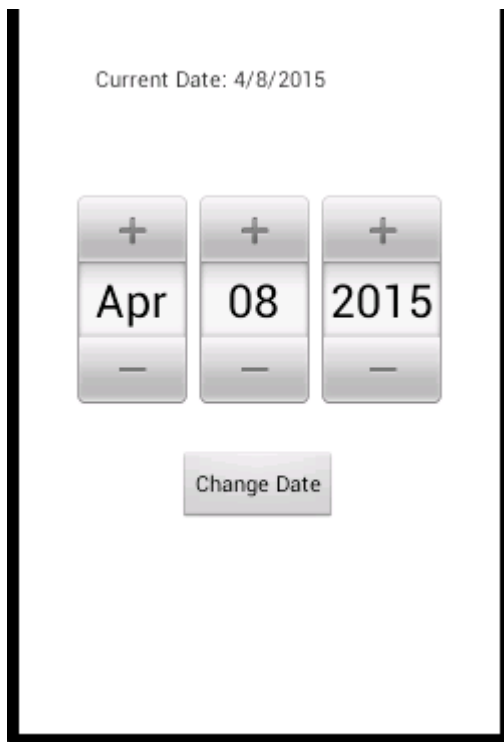 Current Date: 4/8/2015
+ + +
Apr 08 2015
− − −
Change Date